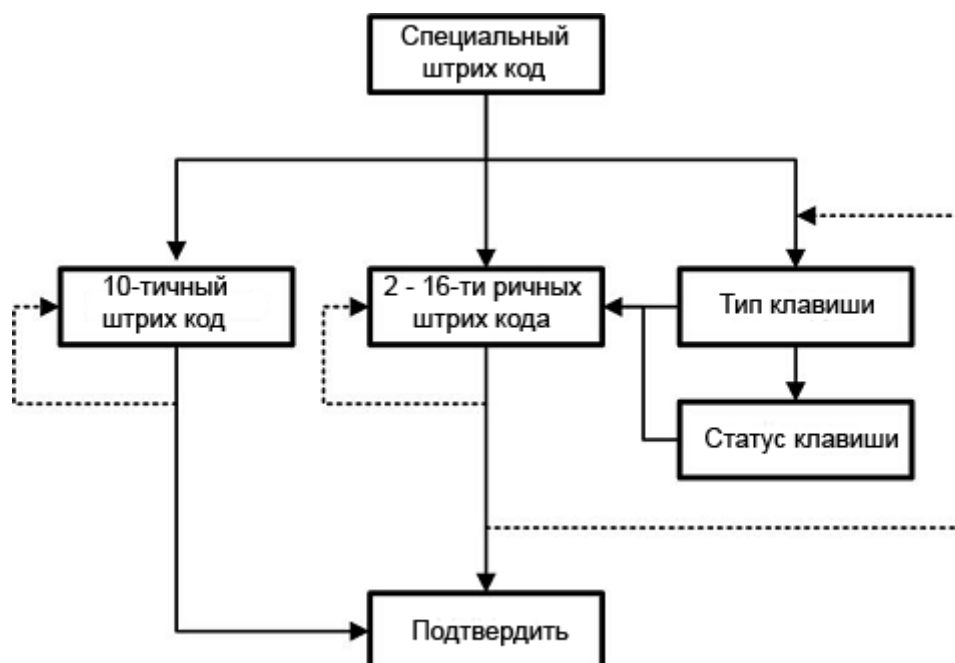 Специальный
штрих код
10-тичный
штрих код
2 - 16-ти ричных
штрих кода
Тип клавиши
Статус клавиши
Подтвердить